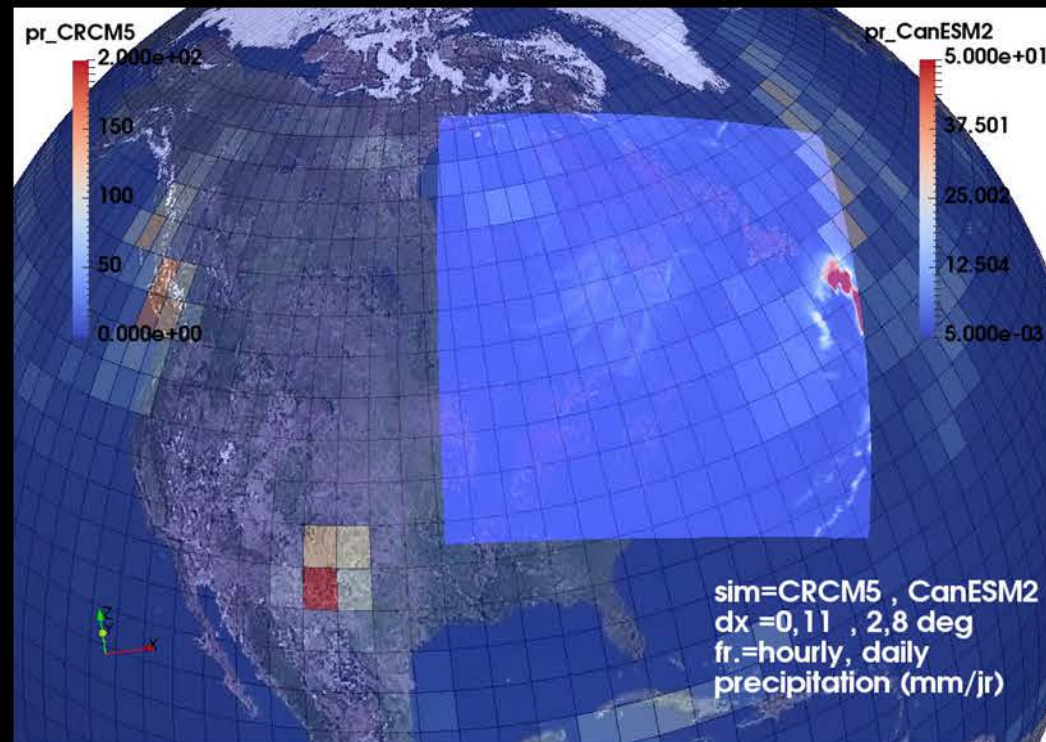 pr_CRCM5
2.000e+02
150
100
50
0.000e+00
pr_CanESM2
5.000e+01
37.501
25.002
12.504
5.000e-03
sim=CRCM5 , CanESM2
dx =0,11 , 2,8 deg
fr.=hourly, daily
precipitation (mm/jr)
Z
X